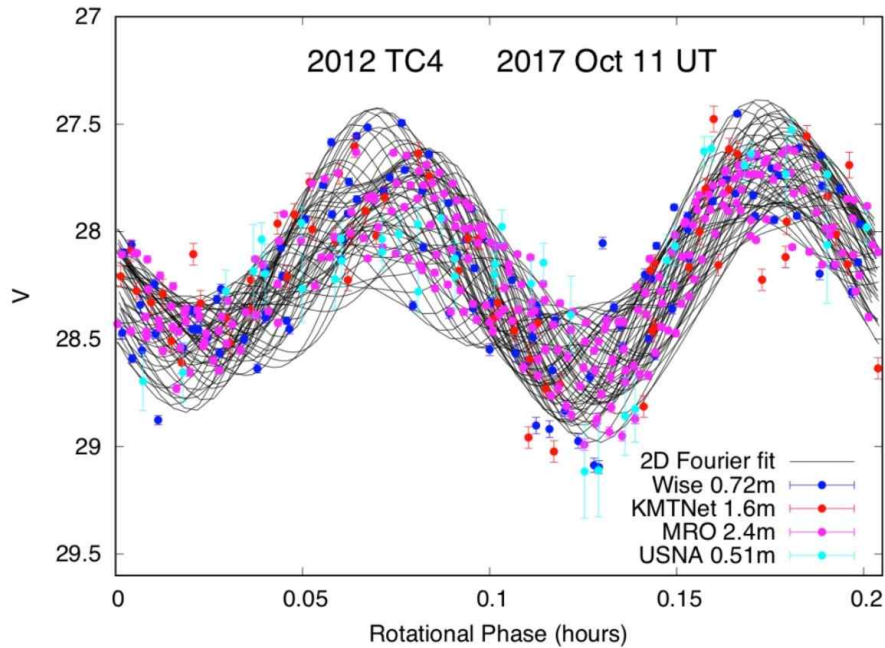 2012 TC4 2017 Oct 11 UT
27
27.5
28
28.5
29
29.5
V
2D Fourier fit
Wise 0.72m
KMTNet 1.6m
MRO 2.4m
USNA 0.51m
0 0.05 0.1 0.15 0.2
Rotational Phase (hours)